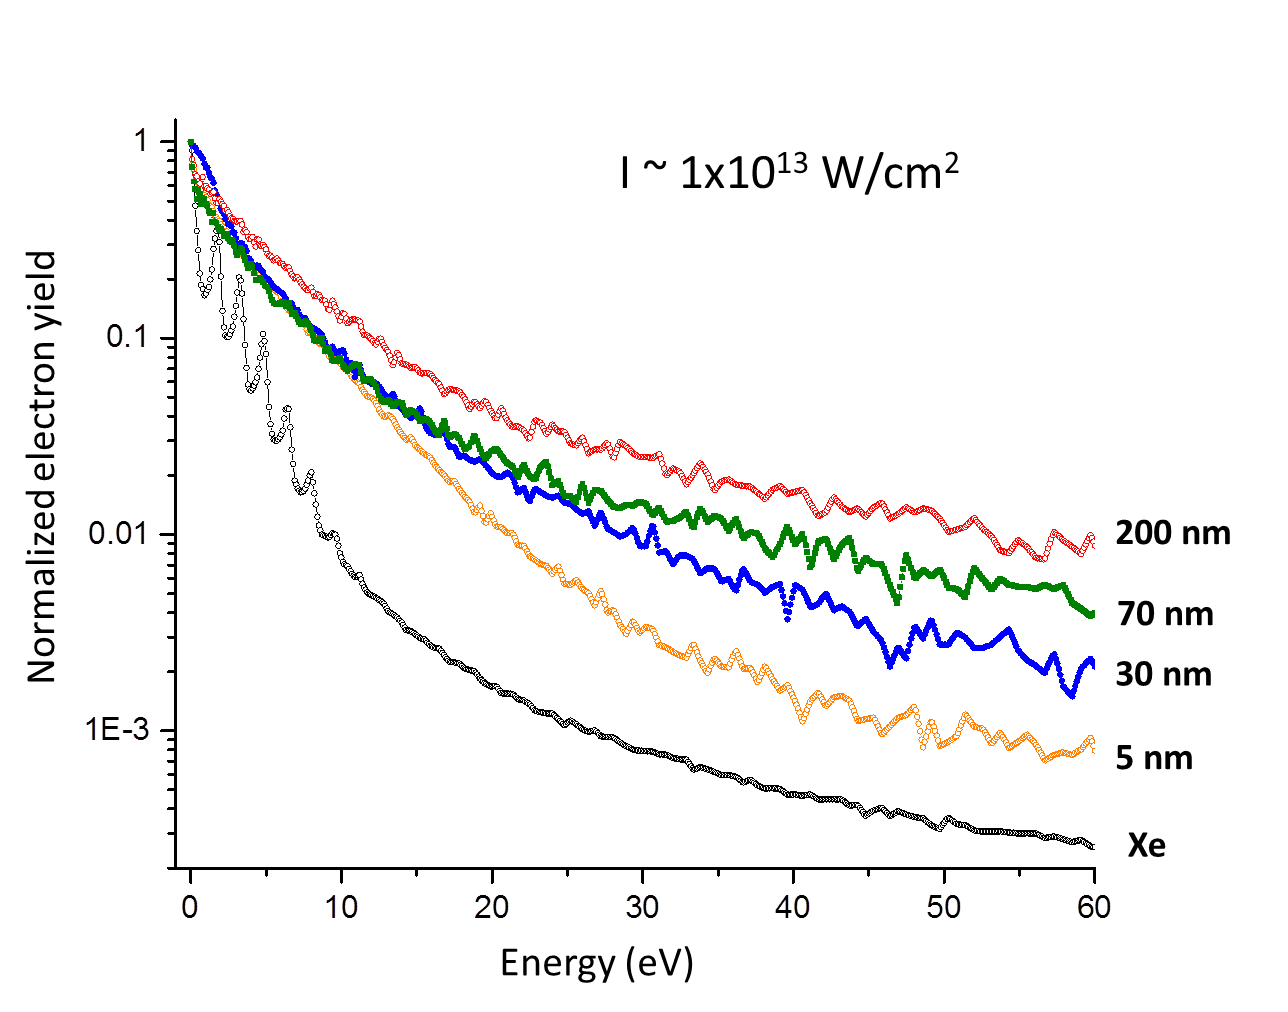 I ~ 1x10¹³ W/cm²
Normalized electron yield
1
0.1
0.01
1E-3
200 nm
70 nm
30 nm
5 nm
Xe
0 10 20 30 40 50 60
Energy (eV)